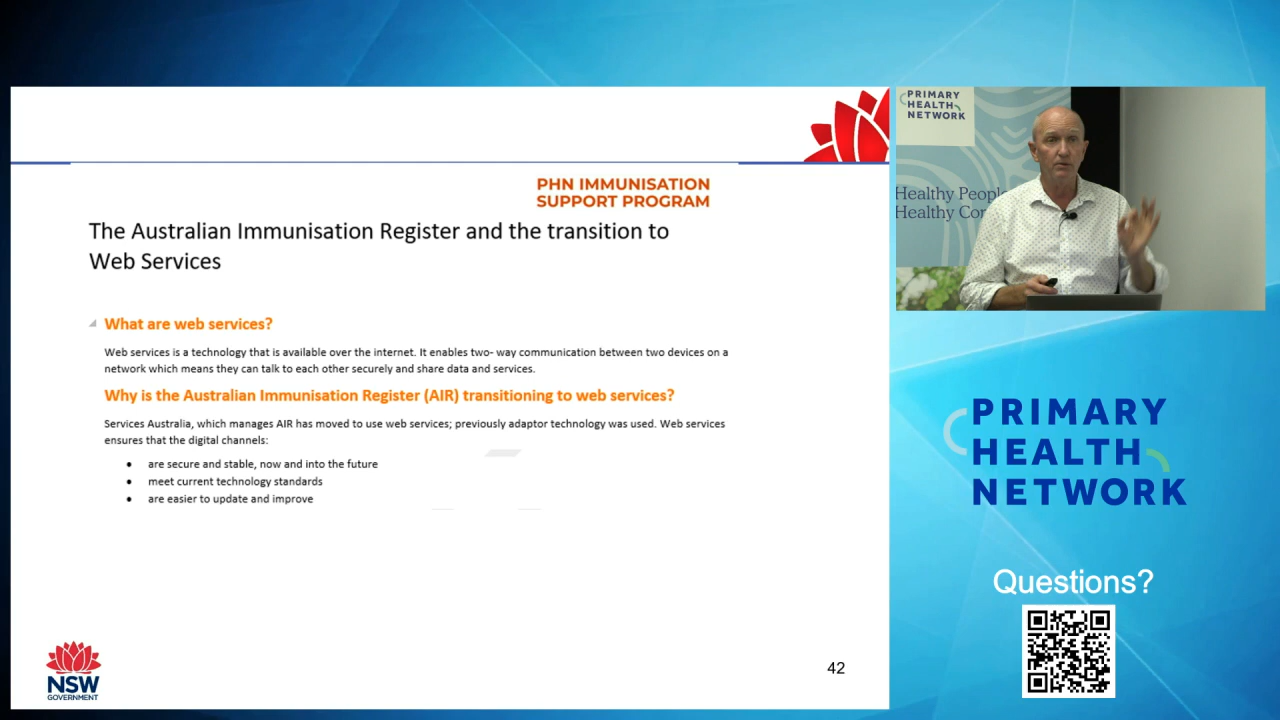 PHN IMMUNISATION
SUPPORT PROGRAM
The Australian Immunisation Register and the transition to
Web Services
What are web services?
Web services is a technology that is available over the internet. It enables two- way communication between two devices on a
network which means they can talk to each other securely and share data and services.
Why is the Australian Immunisation Register (AIR) transitioning to web services?
Services Australia, which manages AIR has moved to use web services; previously adaptor technology was used. Web services
ensures that the digital channels:
• are secure and stable, now and into the future
• meet current technology standards
• are easier to update and improve
NSW
GOVERNMENT
42
PRIMARY
HEALTH
NETWORK
Healthy
Healthy
PRIMARY
HEALTH
NETWORK
Questions?